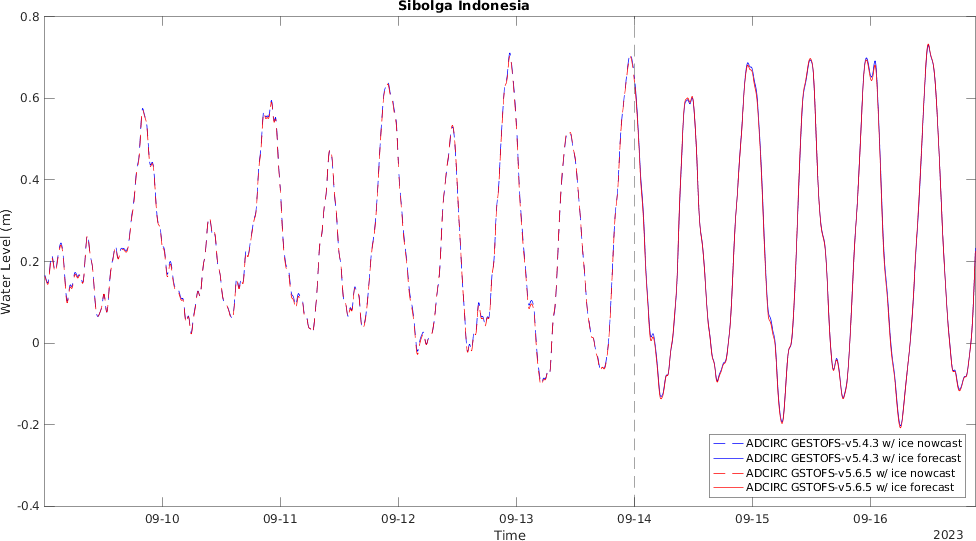 Sibolga Indonesia
0.8
0.6
0.4
0.2
0
-0.2
-0.4
Water Level (m)
ADCIRC GESTOFS-v5.4.3 w/ ice nowcast
ADCIRC GESTOFS-v5.4.3 w/ ice forecast
ADCIRC GSTOFS-v5.6.5 w/ ice nowcast
ADCIRC GSTOFS-v5.6.5 w/ ice forecast
09-10 09-11 09-12 09-13 09-14 09-15 09-16
Time
2023